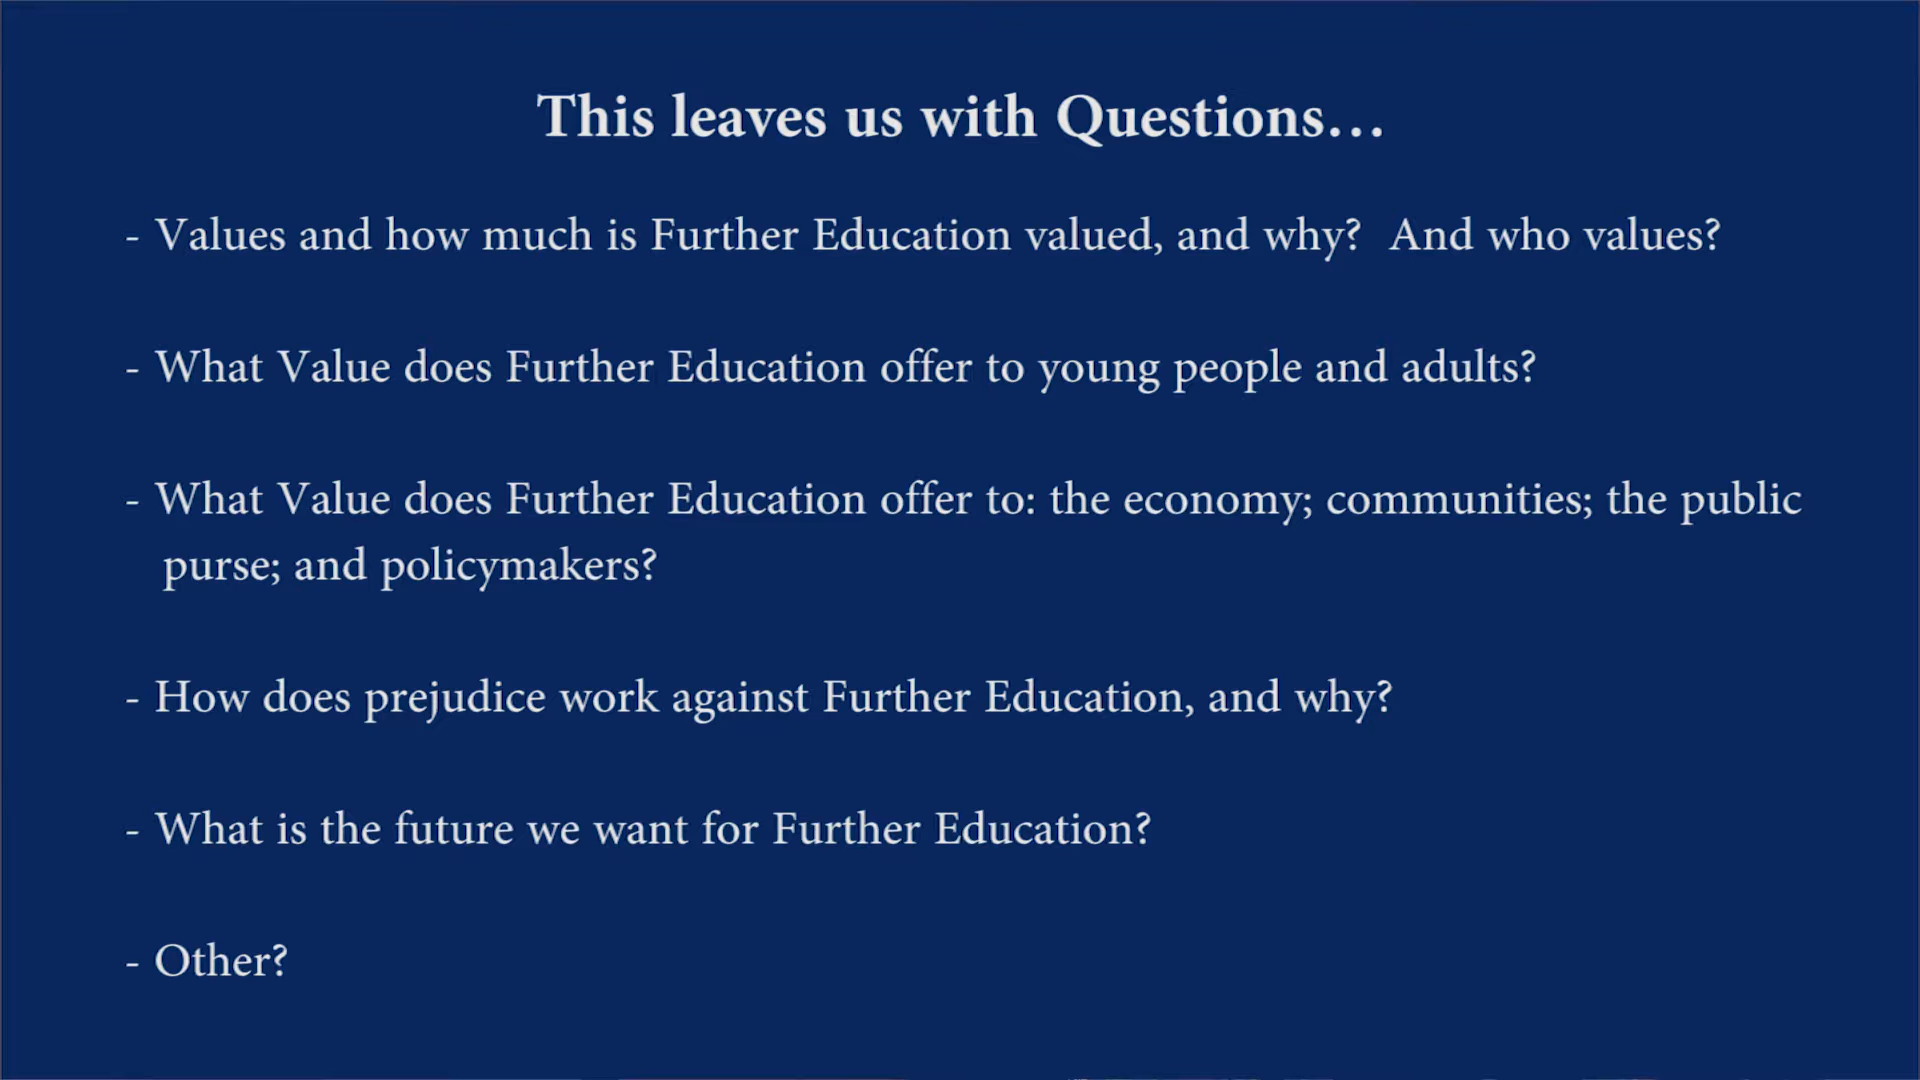 This leaves us with Questions…
- Values and how much is Further Education valued, and why?  And who values?
- What Value does Further Education offer to young people and adults?
- What Value does Further Education offer to: the economy; communities; the public
purse; and policymakers?
- How does prejudice work against Further Education, and why?
- What is the future we want for Further Education?
- Other?